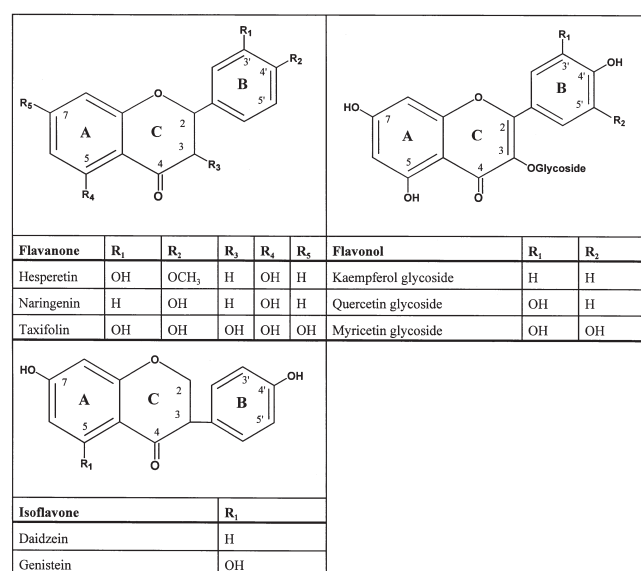 R1
3'
R2
4'
B
R5
O
5'
7
2
A
C
3
5
4
R3
R4
O
R1
3'
OH
4'
B
HO
O
5'
7
2
R2
A
C
3
5
4
OGlycoside
OH
O
Flavanone R1 R2 R3 R4 R5 Flavonol R1 R2
Hesperetin OH OCH3 H OH H Kaempferol glycoside H H
Naringenin H OH H OH H Quercetin glycoside OH H
Taxifolin OH OH OH OH OH Myricetin glycoside OH OH
HO
O
3'
OH
7
2
4'
A
C
B
3
5'
5
4
R1
O
Isoflavone R1
Daidzein H
Genistein OH